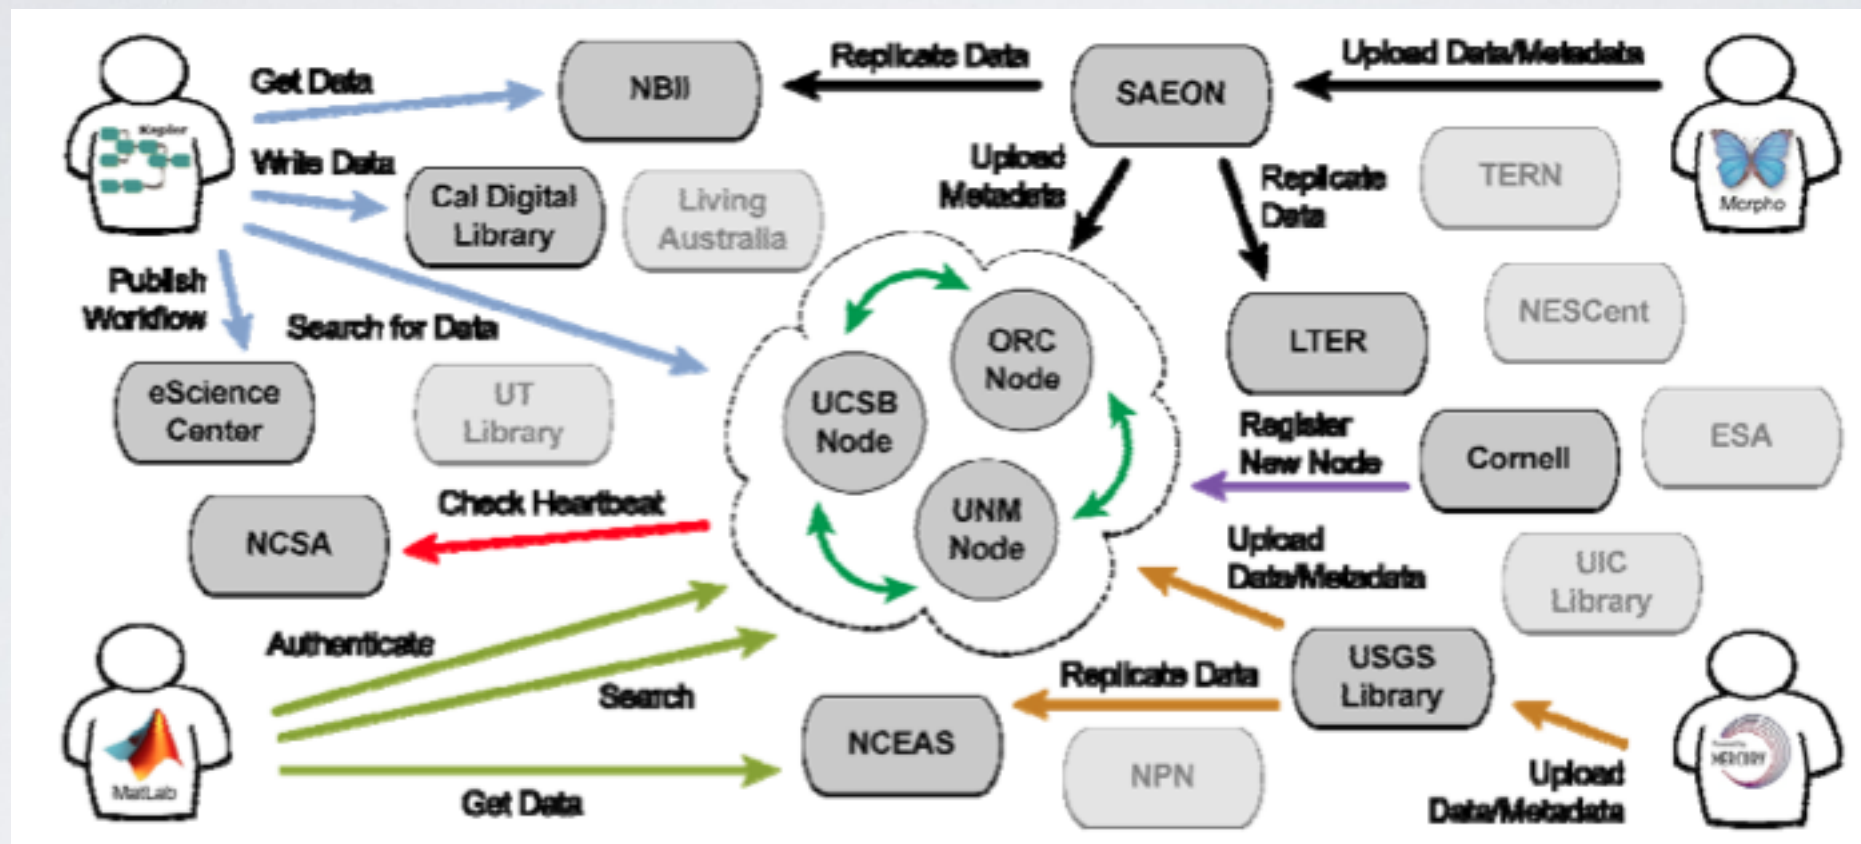 Get Data
NBII
Replicate Data
SAEON
Upload Data/Metadata
Kepler
Write Data
Cal Digital
Library
Living
Australia
Upload
Metadata
Replicate
Data
TERN
Morpho
Publish
Workflow
Search for Data
ORC
Node
LTER
NESCent
eScience
Center
UT
Library
UCSB
Node
Register
New Node
Cornell
ESA
NCSA
Check Heartbeat
UNM
Node
Upload
Data/Metadata
UIC
Library
Authenticate
Search
Replicate Data
USGS
Library
MatLab
Get Data
NCEAS
NPN
Upload
Data/Metadata
MERCURY